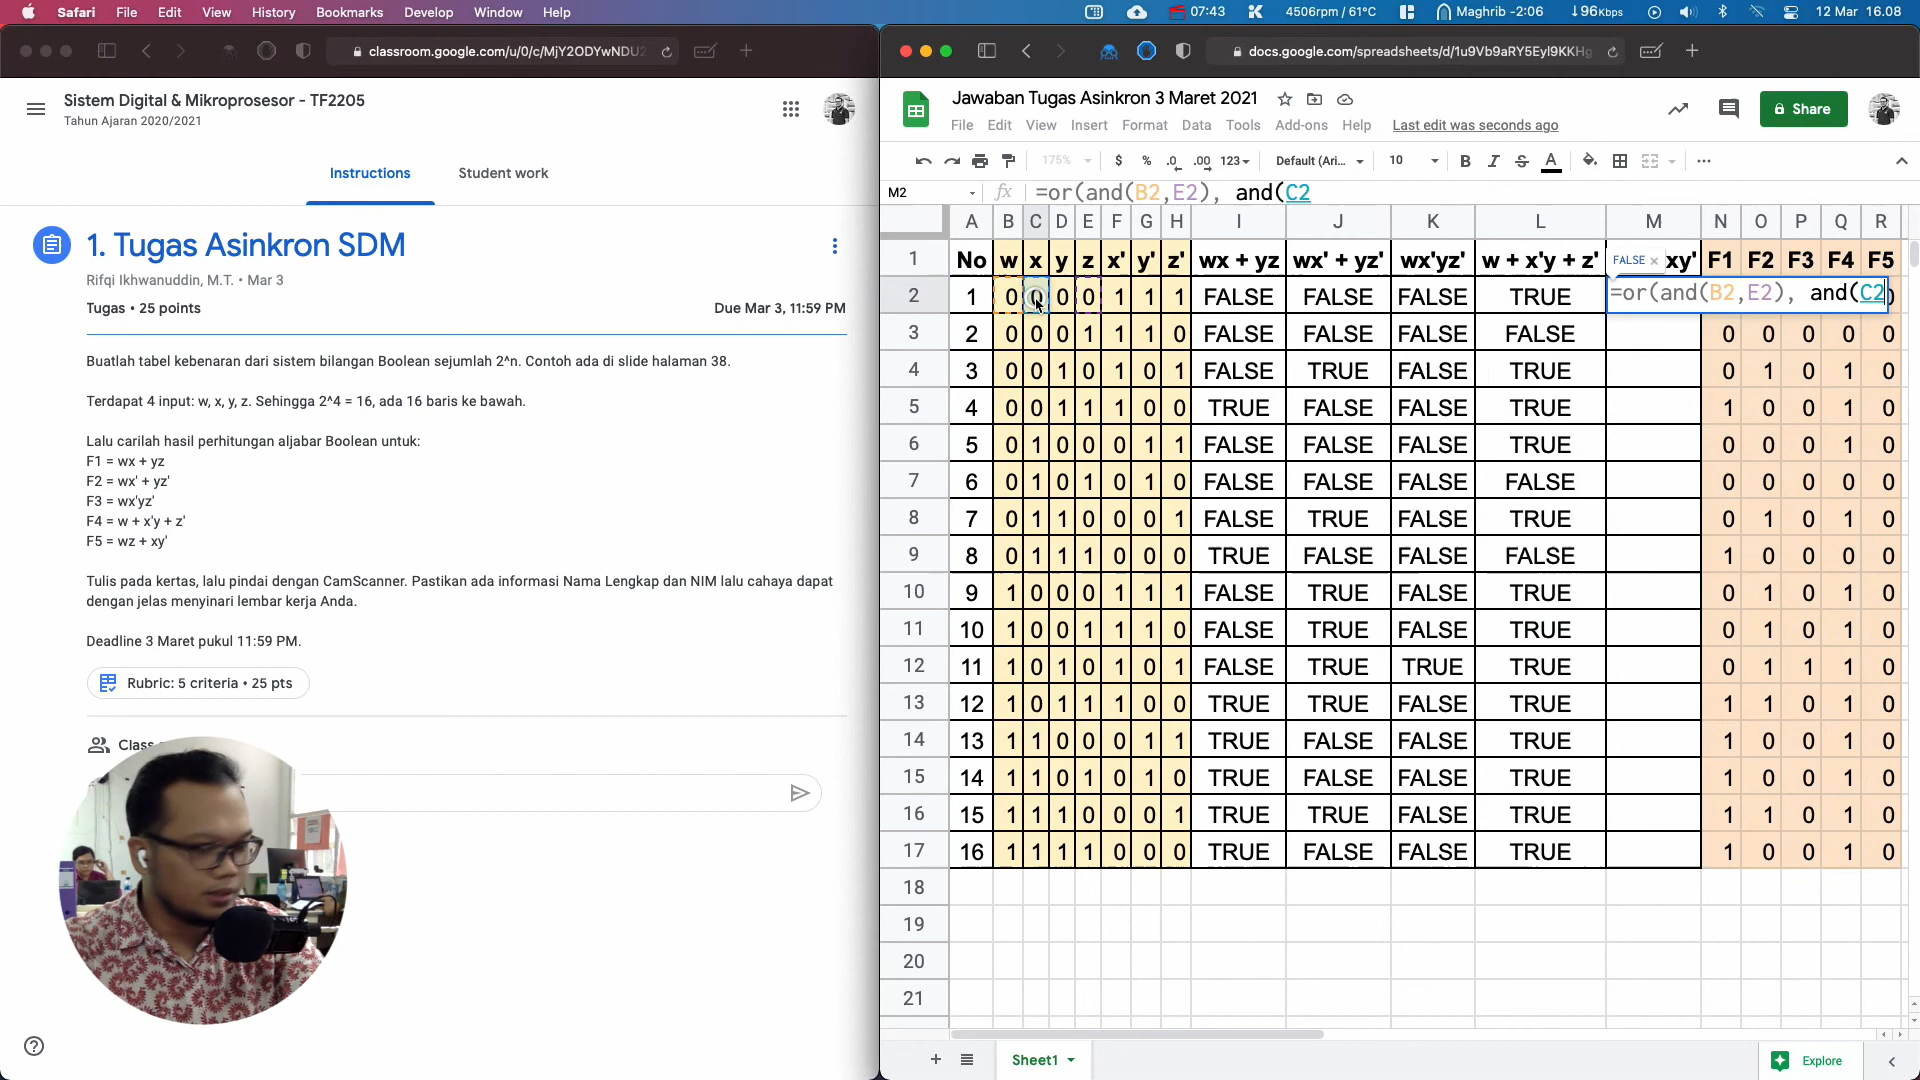 Safari File Edit View History Bookmarks Develop Window Help
07:43 4506rpm / 61°C Maghrib -2:06 ↓96Kbps 12 Mar 16.08
classroom.google.com/u/0/c/MjY2ODYwNDU2
docs.google.com/spreadsheets/d/1u9Vb9aRY5EyI9KKHg
Sistem Digital & Mikroprosesor - TF2205
Tahun Ajaran 2020/2021
Instructions Student work
1. Tugas Asinkron SDM
Rifqi Ikhwanuddin, M.T. • Mar 3
Tugas • 25 points Due Mar 3, 11:59 PM
Buatlah tabel kebenaran dari sistem bilangan Boolean sejumlah 2^n. Contoh ada di slide halaman 38.
Terdapat 4 input: w, x, y, z. Sehingga 2^4 = 16, ada 16 baris ke bawah.
Lalu carilah hasil perhitungan aljabar Boolean untuk:
F1 = wx + yz
F2 = wx' + yz'
F3 = wx'yz'
F4 = w + x'y + z'
F5 = wz + xy'
Tulis pada kertas, lalu pindai dengan CamScanner. Pastikan ada informasi Nama Lengkap dan NIM lalu cahaya dapat
dengan jelas menyinari lembar kerja Anda.
Deadline 3 Maret pukul 11:59 PM.
Rubric: 5 criteria • 25 pts
Class
Jawaban Tugas Asinkron 3 Maret 2021
Share
File Edit View Insert Format Data Tools Add-ons Help Last edit was seconds ago
175% $ % .0 .00 123 Default (Ari... 10 B I S A
M2 fx =or(and(B2,E2), and(C2
A B C D E F G H I J K L M N O P Q R
1 No w x y z x' y' z' wx + yz wx' + yz' wx'yz' w + x'y + z' FALSE × xy' F1 F2 F3 F4 F5
2 1 0 0 0 0 1 1 1 FALSE FALSE FALSE TRUE =or(and(B2,E2), and(C2
3 2 0 0 0 1 1 1 0 FALSE FALSE FALSE FALSE 0 0 0 0 0
4 3 0 0 1 0 1 0 1 FALSE TRUE FALSE TRUE 0 1 0 1 0
5 4 0 0 1 1 1 0 0 TRUE FALSE FALSE TRUE 1 0 0 1 0
6 5 0 1 0 0 0 1 1 FALSE FALSE FALSE TRUE 0 0 0 1 0
7 6 0 1 0 1 0 1 0 FALSE FALSE FALSE FALSE 0 0 0 0 0
8 7 0 1 1 0 0 0 1 FALSE TRUE FALSE TRUE 0 1 0 1 0
9 8 0 1 1 1 0 0 0 TRUE FALSE FALSE FALSE 1 0 0 0 0
10 9 1 0 0 0 1 1 1 FALSE TRUE FALSE TRUE 0 1 0 1 0
11 10 1 0 0 1 1 1 0 FALSE TRUE FALSE TRUE 0 1 0 1 0
12 11 1 0 1 0 1 0 1 FALSE TRUE TRUE TRUE 0 1 1 1 0
13 12 1 0 1 1 1 0 0 TRUE TRUE FALSE TRUE 1 1 0 1 0
14 13 1 1 0 0 0 1 1 TRUE FALSE FALSE TRUE 1 0 0 1 0
15 14 1 1 0 1 0 1 0 TRUE FALSE FALSE TRUE 1 0 0 1 0
16 15 1 1 1 0 0 0 1 TRUE TRUE FALSE TRUE 1 1 0 1 0
17 16 1 1 1 1 0 0 0 TRUE FALSE FALSE TRUE 1 0 0 1 0
18
19
20
21
Sheet1
Explore